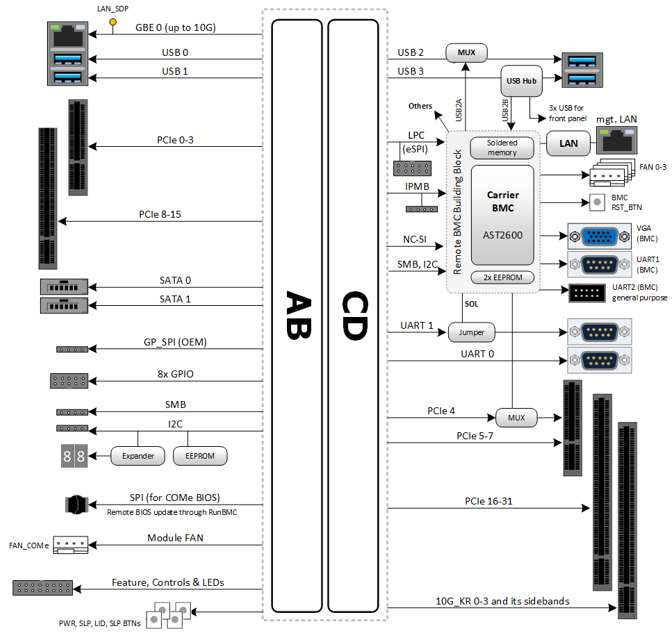 LAN_SDP
GBE 0 (up to 10G)
USB 0
USB 1
PCIe 0-3
PCIe 8-15
SATA 0
SATA 1
GP_SPI (OEM)
8x GPIO
SMB
I2C
88
Expander
EEPROM
SPI (for COMe BIOS)
Remote BIOS update through RunBMC
Module FAN
FAN_COMe
Feature, Controls & LEDs
PWR, SLP, LID, SLP BTNs
AB
CD
USB 2
MUX
USB 3
USB Hub
USB2A
USB2B
3x USB for
front panel
Others
mgt. LAN
LPC
(eSPI)
Soldered
memory
LAN
FAN 0-3
IPMB
Remote BMC Building Block
Carrier
BMC
AST2600
BMC
RST_BTN
NC-SI
VGA
(BMC)
SMB, I2C
2x EEPROM
UART1
(BMC)
UART2 (BMC)
general purpose
SOL
UART 1
Jumper
UART 0
PCIe 4
MUX
PCIe 5-7
PCIe 16-31
10G_KR 0-3 and its sidebands